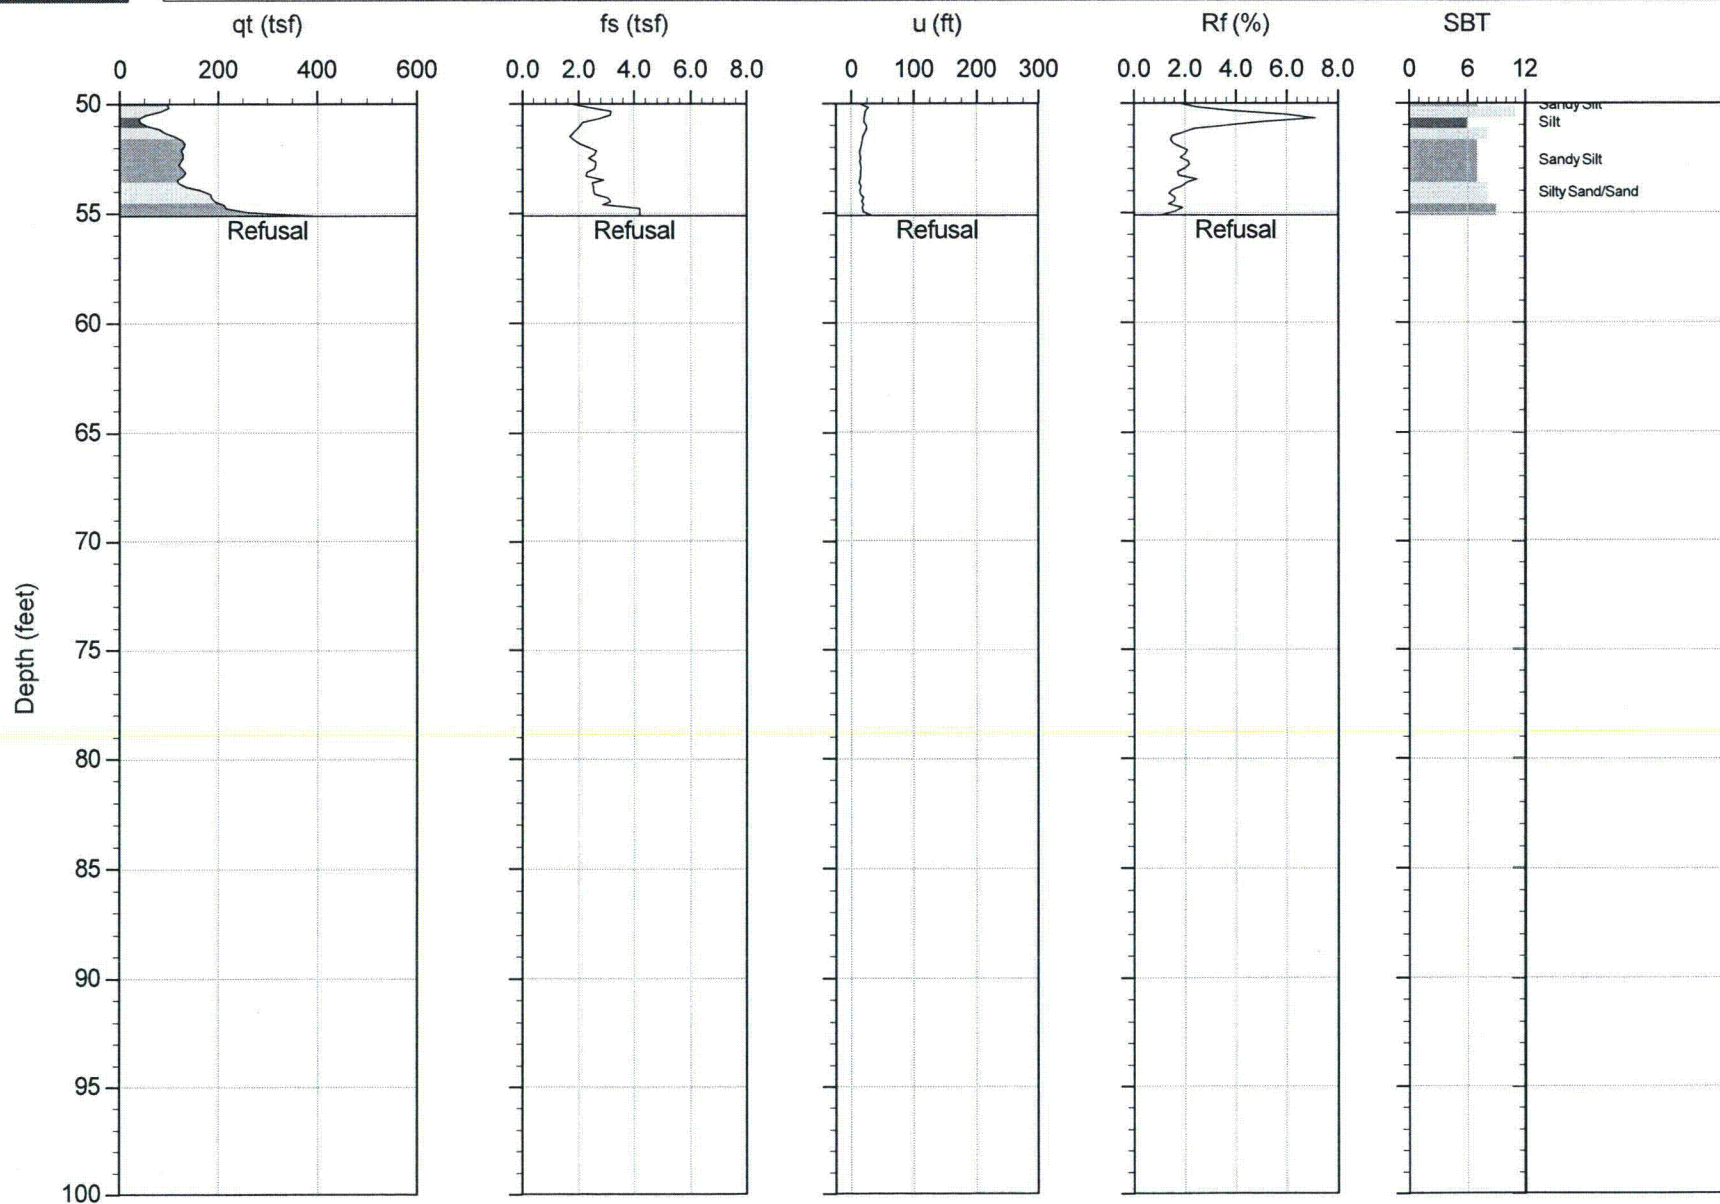 qt (tsf) fs (tsf) u (ft) Rf (%) SBT
0 200 400 600 0.0 2.0 4.0 6.0 8.0 0 100 200 300 0.0 2.0 4.0 6.0 8.0 0 6 12
50
Sandy Silt
Silt
Sandy Silt
Silty Sand/Sand
55
Refusal Refusal Refusal Refusal
60
65
70
75
Depth (feet)
80
85
90
95
100